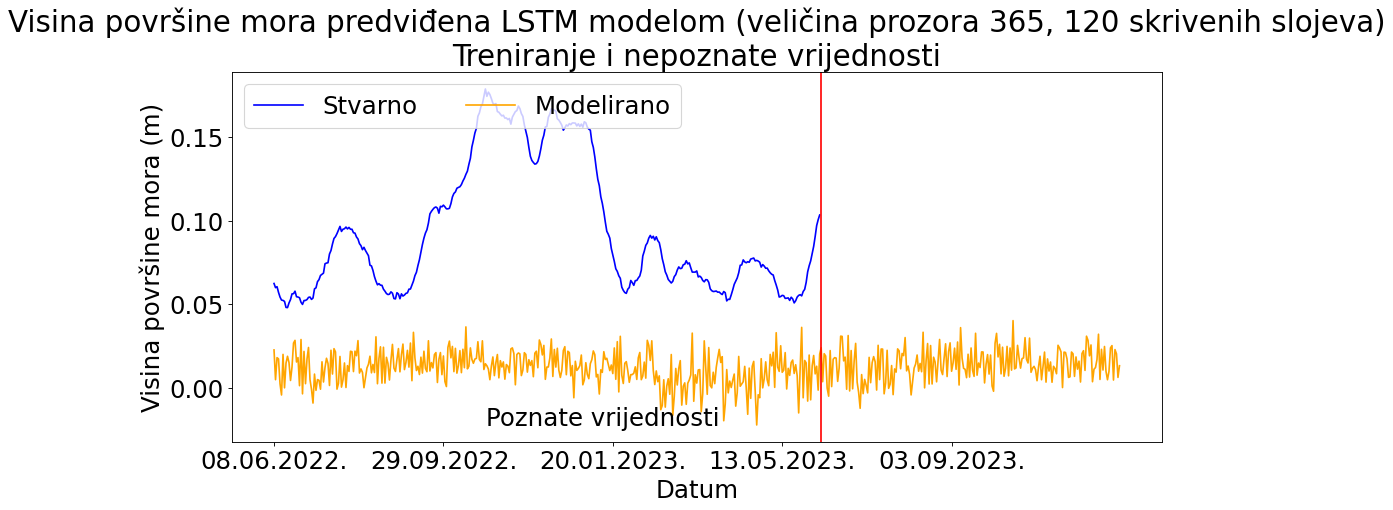 Visina površine mora predviđena LSTM modelom (veličina prozora 365, 120 skrivenih slojeva)
Treniranje i nepoznate vrijednosti
Stvarno
Modelirano
Visina površine mora (m)
0.15
0.10
0.05
0.00
Poznate vrijednosti
08.06.2022.
29.09.2022.
20.01.2023.
13.05.2023.
03.09.2023.
Datum